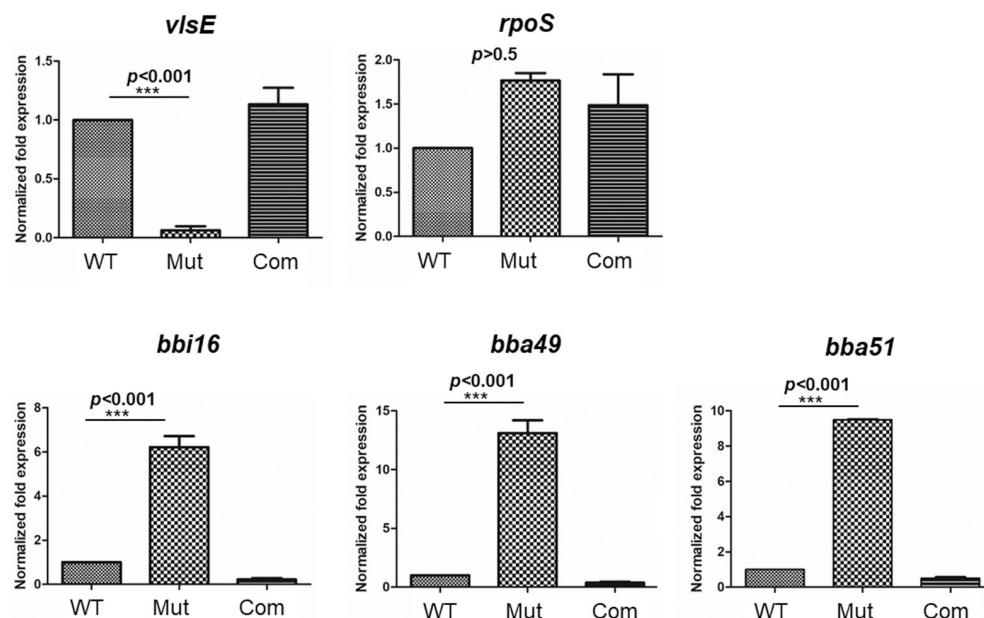 vlsE
rpoS
Normalized fold expression
1.5
1.0
0.5
0.0
p<0.001
***
WT Mut Com
Normalized fold expression
2.0
1.5
1.0
0.5
0.0
p>0.5
WT Mut Com
bbi16
bba49
bba51
Normalized fold expression
8
6
4
2
0
p<0.001
***
WT Mut Com
Normalized fold expression
15
10
5
0
p<0.001
***
WT Mut Com
Normalized fold expression
10
8
6
4
2
0
p<0.001
***
WT Mut Com